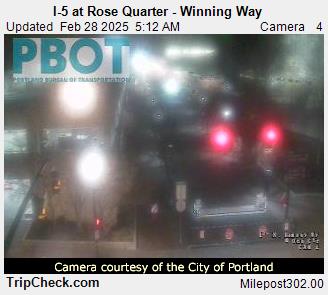 I-5 at Rose Quarter - Winning Way
Updated Feb 28 2025 5:12 AM Camera 4
PBOT
PORTLAND BUREAU OF TRANSPORTATION
Camera courtesy of the City of Portland
TripCheck.com Milepost302.00